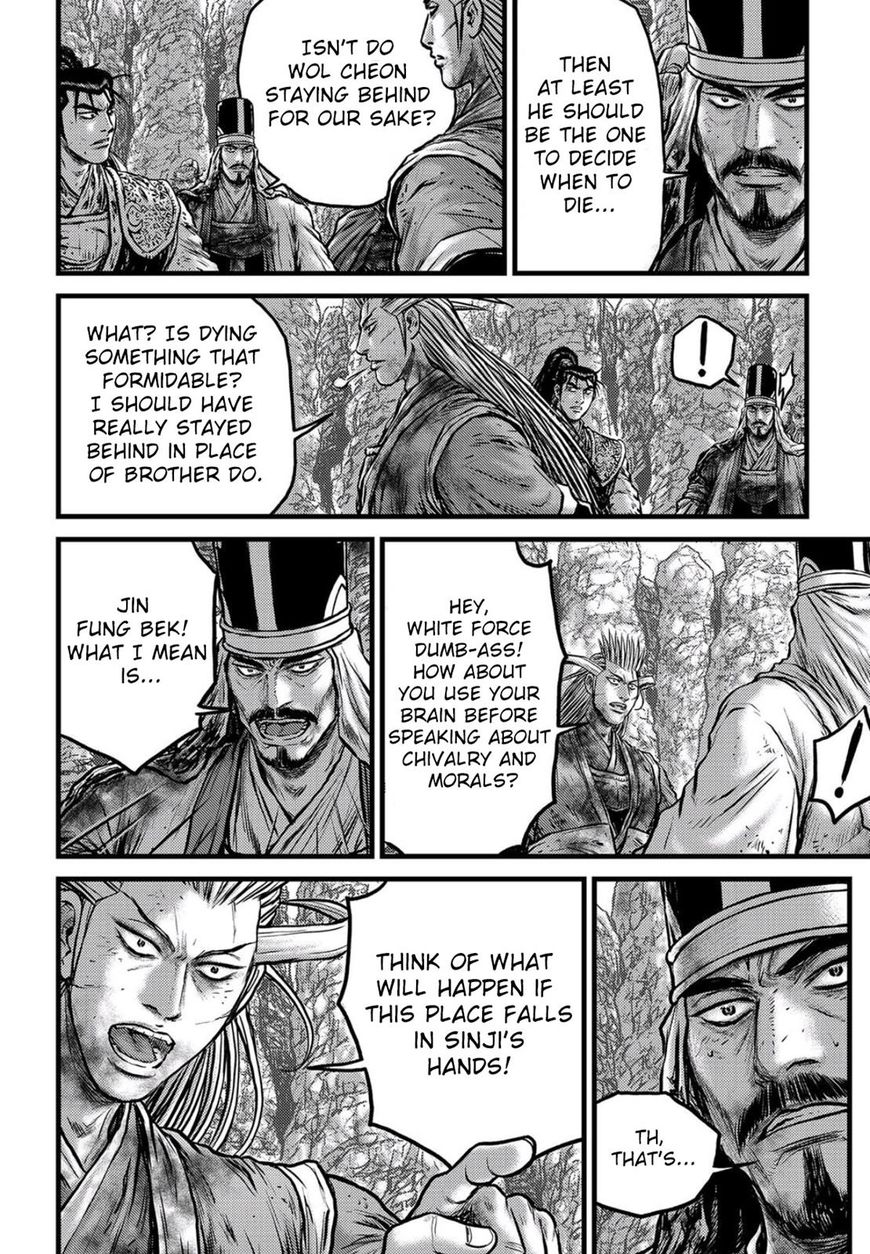 ISN'T DO
WOL CHEON
STAYING BEHIND
FOR OUR SAKE?
THEN
AT LEAST
HE SHOULD
BE THE ONE
TO DECIDE
WHEN TO
DIE...
WHAT? IS DYING
SOMETHING THAT
FORMIDABLE?
I SHOULD HAVE
REALLY STAYED
BEHIND IN PLACE
OF BROTHER DO.
!
JIN
FUNG BEK!
WHAT I MEAN
IS...
HEY,
WHITE FORCE
DUMB-ASS!
HOW ABOUT
YOU USE YOUR
BRAIN BEFORE
SPEAKING ABOUT
CHIVALRY AND
MORALS?
!
THINK OF WHAT
WILL HAPPEN IF
THIS PLACE FALLS
IN SINJI'S
HANDS!
TH,
THAT'S...